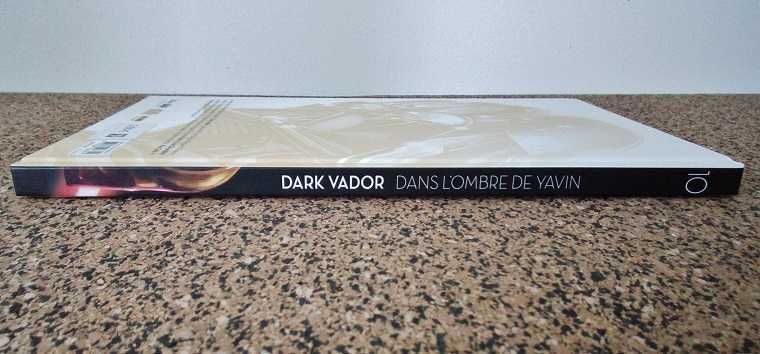 DARK VADOR DANS L'OMBRE DE YAVIN
10